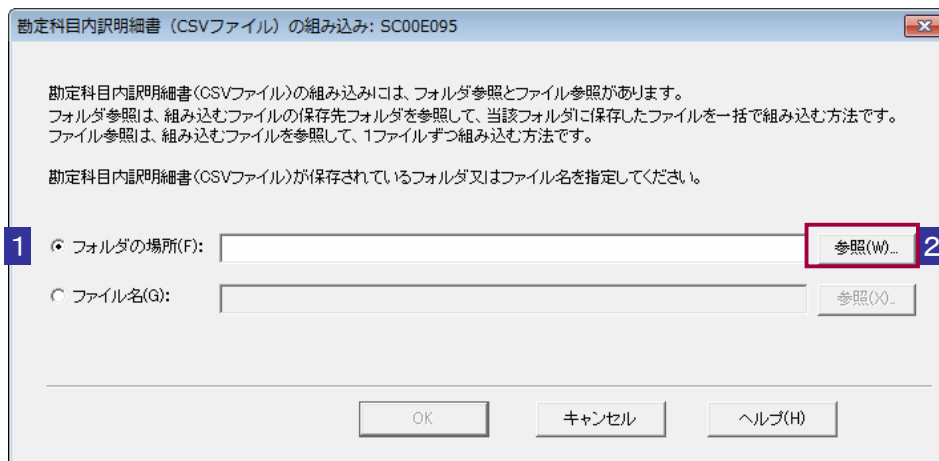 勘定科目内訳明細書（CSVファイル）の組み込み: SC00E095
勘定科目内訳明細書(CSVファイル)の組み込みには、フォルダ参照とファイル参照があります。
フォルダ参照は、組み込むファイルの保存先フォルダを参照して、当該フォルダに保存したファイルを一括で組み込む方法です。
ファイル参照は、組み込むファイルを参照して、1ファイルずつ組み込む方法です。
勘定科目内訳明細書(CSVファイル)が保存されているフォルダ又はファイル名を指定してください。
1 フォルダの場所(F): 参照(W)... 2
ファイル名(G): 参照(X)...
OK キャンセル ヘルプ(H)